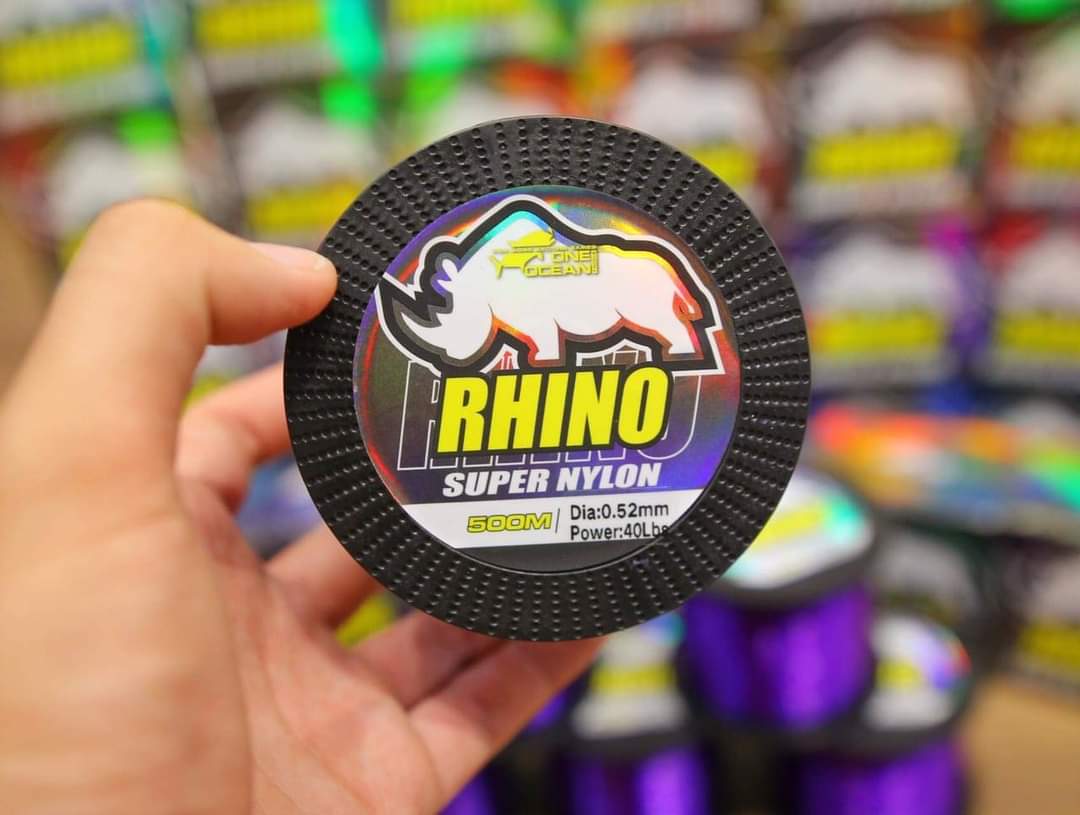 ONE
OCEAN
RHINO
SUPER NYLON
500M
Dia:0.52mm
Power:40Lbs